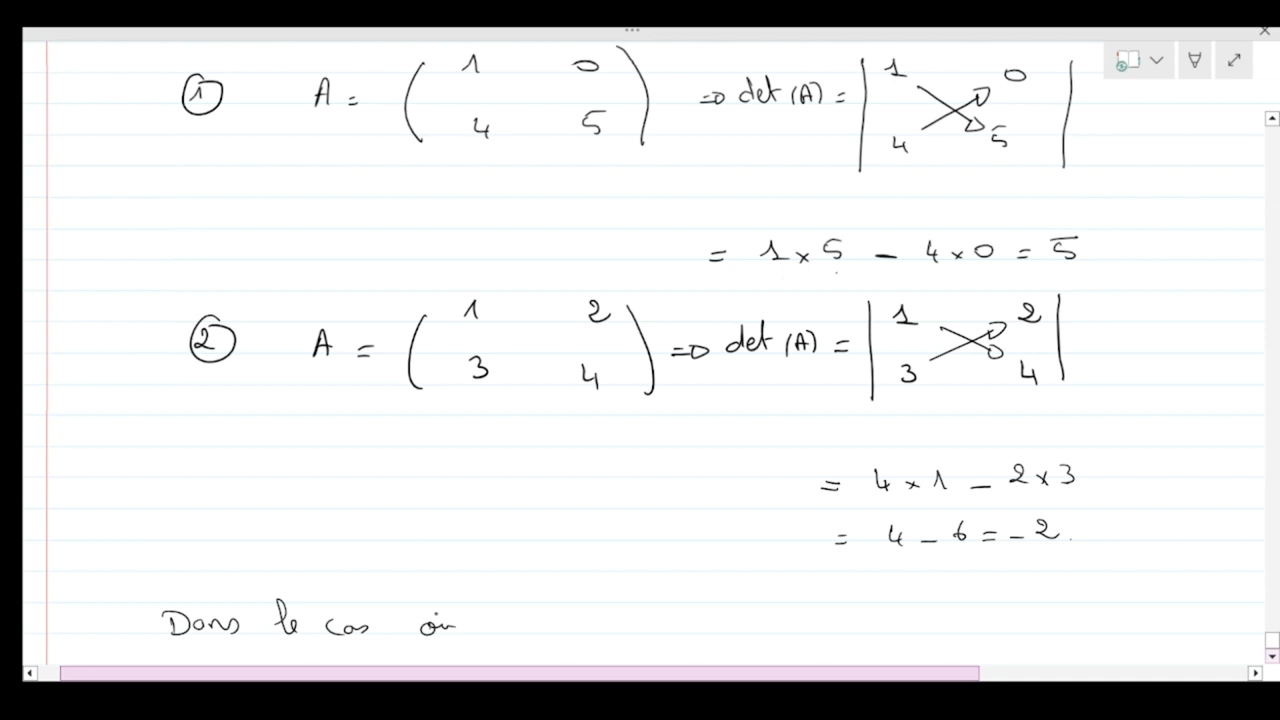 ① A = ( 1 0 ; 4 5 ) ⇒ det (A) = | 1 0 ; 4 5 |
= 1 × 5 − 4 × 0 = 5
② A = ( 1 2 ; 3 4 ) ⇒ det (A) = | 1 2 ; 3 4 |
= 4 × 1 − 2 × 3
= 4 − 6 = − 2.
Dans le cas où